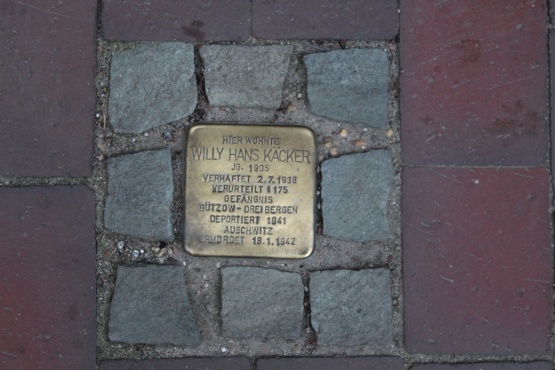 HIER WOHNTE
WILLY HANS KÄCKER
JG. 1905
VERHAFTET 2.7.1938
VERURTEILT §175
GEFÄNGNIS
BÜTZOW-DREIBERGEN
DEPORTIERT 1941
AUSCHWITZ
ERMORDET 18.1.1942